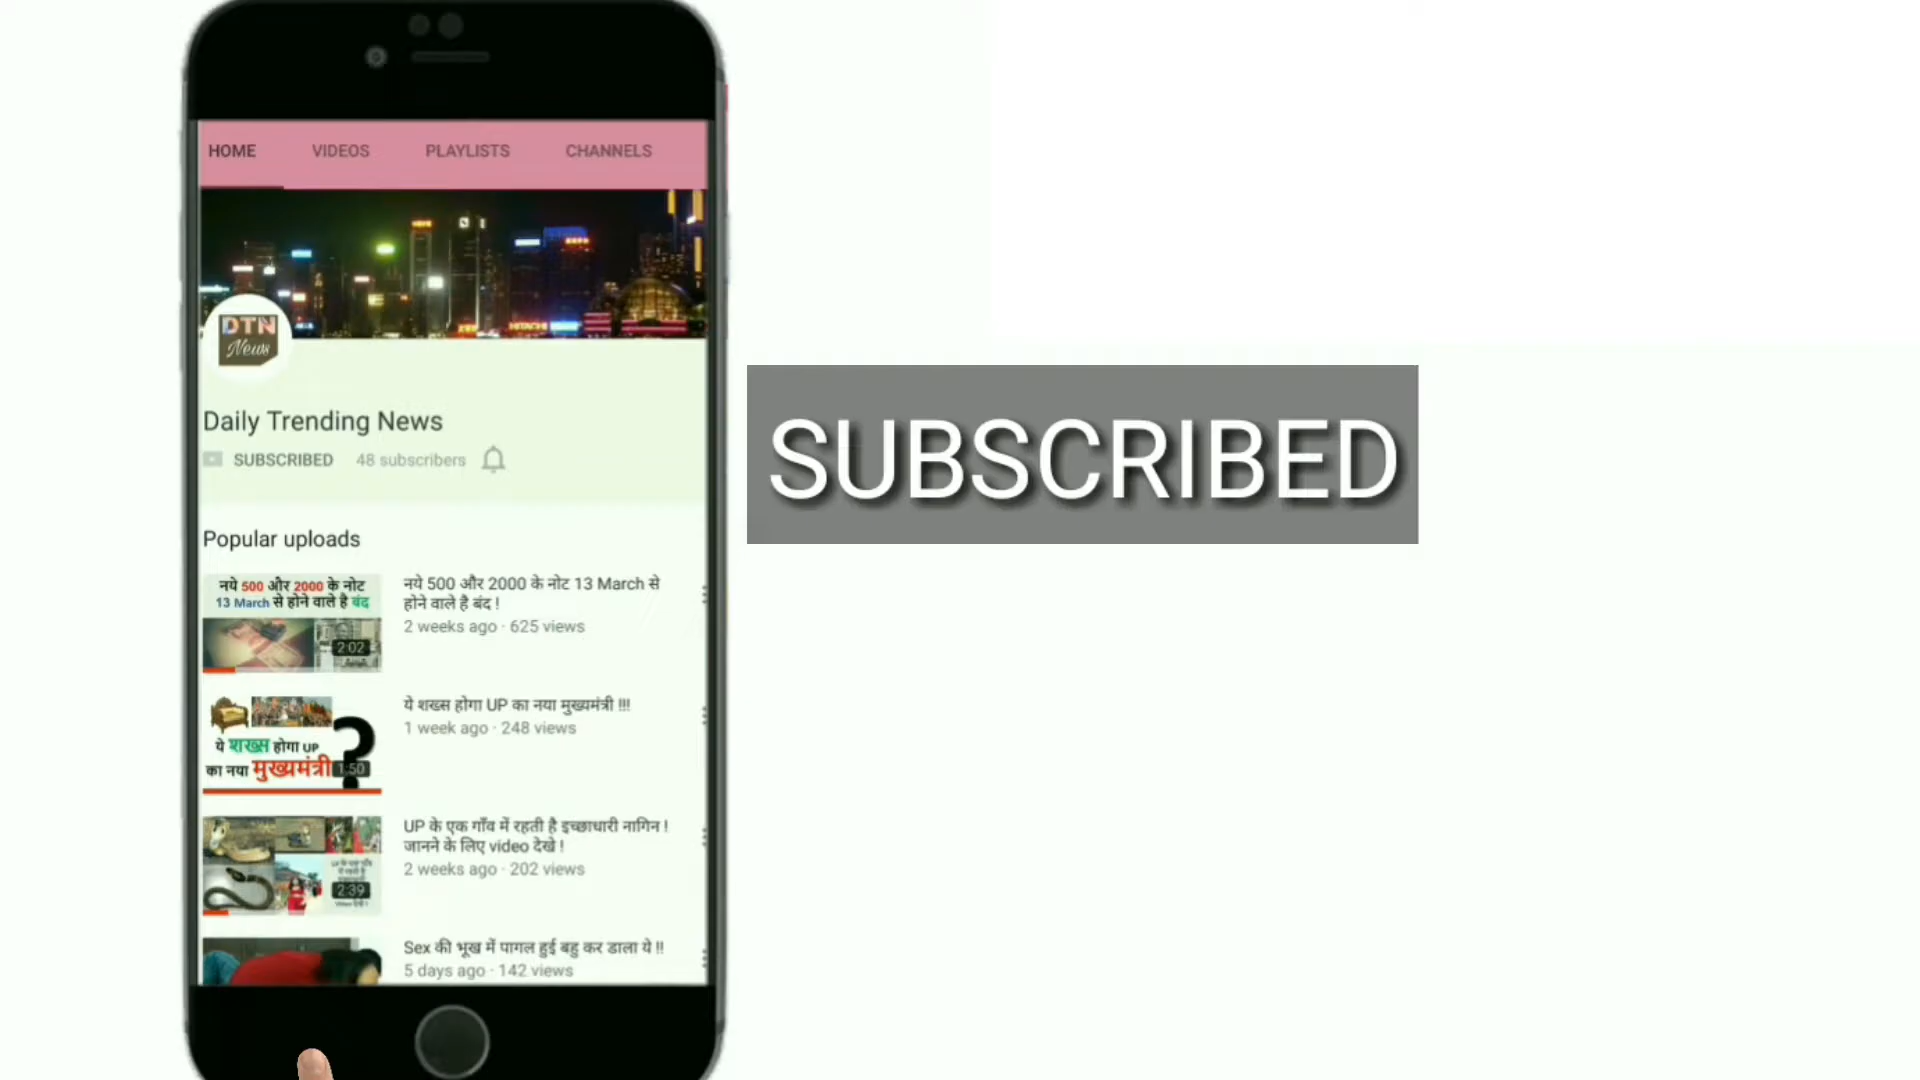 HOME VIDEOS PLAYLISTS CHANNELS
HITACHI
DTN
News
Daily Trending News
SUBSCRIBED 48 subscribers
SUBSCRIBED
Popular uploads
नये 500 और 2000 के नोट
13 March से होने वाले है बंद
2:02
नये 500 और 2000 के नोट 13 March से
होने वाले है बंद !
2 weeks ago · 625 views
ये शख्स होगा UP
का नया मुख्यमंत्री
?
1:50
ये शख्स होगा UP का नया मुख्यमंत्री !!!
1 week ago · 248 views
2:39
UP के एक गाँव में रहती है इच्छाधारी नागिन !
जानने के लिए video देखे !
2 weeks ago · 202 views
Sex की भूख में पागल हुई बहु कर डाला ये !!
5 days ago · 142 views